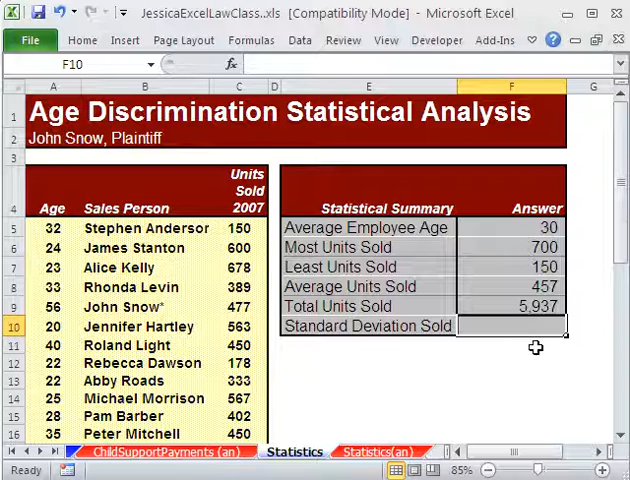 JessicaExcelLawClass..xls [Compatibility Mode] - Microsoft Excel
File Home Insert Page Layout Formulas Data Review View Developer Add-Ins
F10 fx
A B C D E F G
1 Age Discrimination Statistical Analysis
2 John Snow, Plaintiff
3
Units
Sold
4 Age Sales Person 2007 Statistical Summary Answer
5 32 Stephen Anderson 150 Average Employee Age 30
6 24 James Stanton 600 Most Units Sold 700
7 23 Alice Kelly 678 Least Units Sold 150
8 33 Rhonda Levin 389 Average Units Sold 457
9 56 John Snow* 477 Total Units Sold 5,937
10 20 Jennifer Hartley 563 Standard Deviation Sold
11 40 Roland Light 450
12 22 Rebecca Dawson 178
13 22 Abby Roads 333
14 25 Michael Morrison 567
15 28 Pam Barber 402
16 35 Peter Mitchell 450
ChildSupportPayments (an) Statistics Statistics(an)
Ready 85%